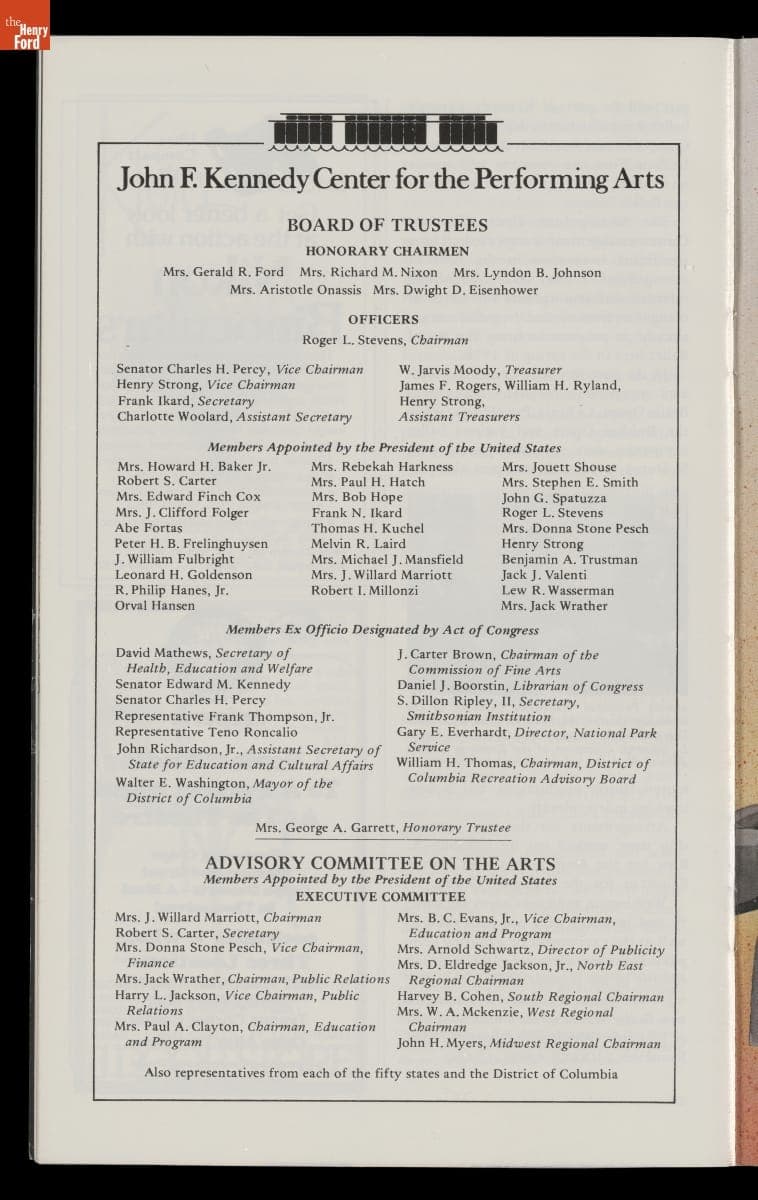 the
Henry
Ford
John F. Kennedy Center for the Performing Arts
BOARD OF TRUSTEES
HONORARY CHAIRMEN
Mrs. Gerald R. Ford Mrs. Richard M. Nixon Mrs. Lyndon B. Johnson
Mrs. Aristotle Onassis Mrs. Dwight D. Eisenhower
OFFICERS
Roger L. Stevens, Chairman
Senator Charles H. Percy, Vice Chairman
Henry Strong, Vice Chairman
Frank Ikard, Secretary
Charlotte Woolard, Assistant Secretary
W. Jarvis Moody, Treasurer
James F. Rogers, William H. Ryland,
Henry Strong,
Assistant Treasurers
Members Appointed by the President of the United States
Mrs. Howard H. Baker Jr.
Robert S. Carter
Mrs. Edward Finch Cox
Mrs. J. Clifford Folger
Abe Fortas
Peter H. B. Frelinghuysen
J. William Fulbright
Leonard H. Goldenson
R. Philip Hanes, Jr.
Orval Hansen
Mrs. Rebekah Harkness
Mrs. Paul H. Hatch
Mrs. Bob Hope
Frank N. Ikard
Thomas H. Kuchel
Melvin R. Laird
Mrs. Michael J. Mansfield
Mrs. J. Willard Marriott
Robert I. Millonzi
Mrs. Jouett Shouse
Mrs. Stephen E. Smith
John G. Spatuzza
Roger L. Stevens
Mrs. Donna Stone Pesch
Henry Strong
Benjamin A. Trustman
Jack J. Valenti
Lew R. Wasserman
Mrs. Jack Wrather
Members Ex Officio Designated by Act of Congress
David Mathews, Secretary of
Health, Education and Welfare
Senator Edward M. Kennedy
Senator Charles H. Percy
Representative Frank Thompson, Jr.
Representative Teno Roncalio
John Richardson, Jr., Assistant Secretary of
State for Education and Cultural Affairs
Walter E. Washington, Mayor of the
District of Columbia
J. Carter Brown, Chairman of the
Commission of Fine Arts
Daniel J. Boorstin, Librarian of Congress
S. Dillon Ripley, II, Secretary,
Smithsonian Institution
Gary E. Everhardt, Director, National Park
Service
William H. Thomas, Chairman, District of
Columbia Recreation Advisory Board
Mrs. George A. Garrett, Honorary Trustee
ADVISORY COMMITTEE ON THE ARTS
Members Appointed by the President of the United States
EXECUTIVE COMMITTEE
Mrs. J. Willard Marriott, Chairman
Robert S. Carter, Secretary
Mrs. Donna Stone Pesch, Vice Chairman,
Finance
Mrs. Jack Wrather, Chairman, Public Relations
Harry L. Jackson, Vice Chairman, Public
Relations
Mrs. Paul A. Clayton, Chairman, Education
and Program
Mrs. B. C. Evans, Jr., Vice Chairman,
Education and Program
Mrs. Arnold Schwartz, Director of Publicity
Mrs. D. Eldredge Jackson, Jr., North East
Regional Chairman
Harvey B. Cohen, South Regional Chairman
Mrs. W. A. Mckenzie, West Regional
Chairman
John H. Myers, Midwest Regional Chairman
Also representatives from each of the fifty states and the District of Columbia